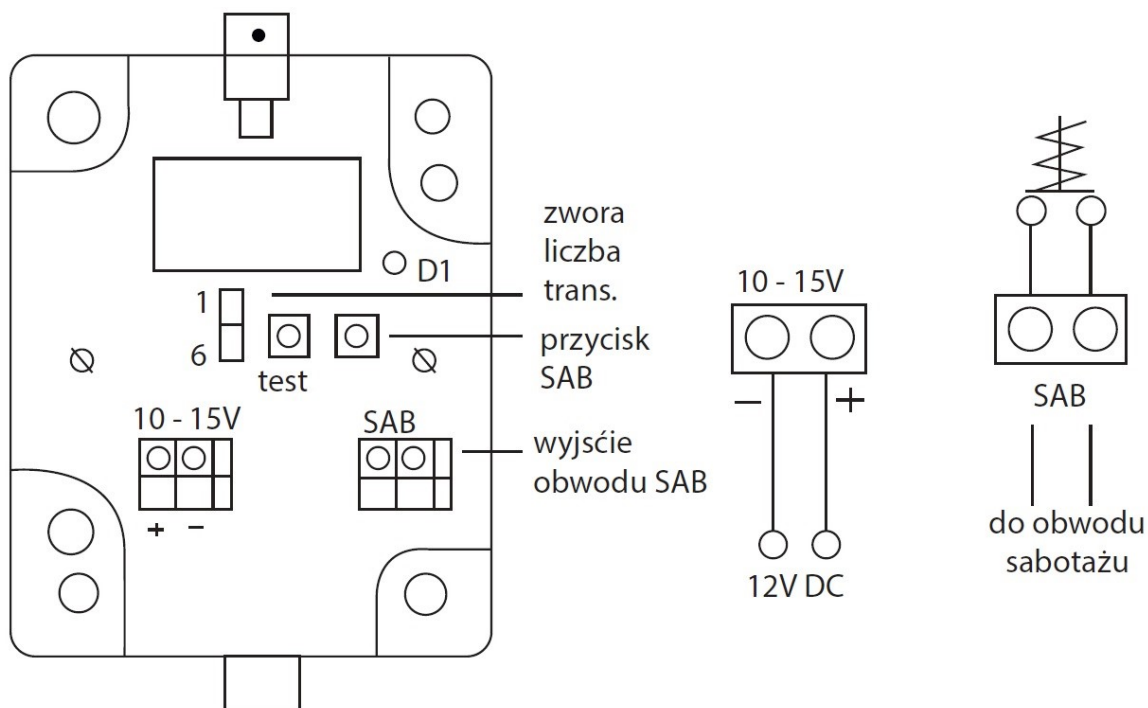 zwora
liczba
trans.
D1
1
6
test
przycisk
SAB
10 - 15V
+ −
SAB
wyjsćie
obwodu SAB
10 - 15V
− +
12V DC
SAB
do obwodu
sabotażu